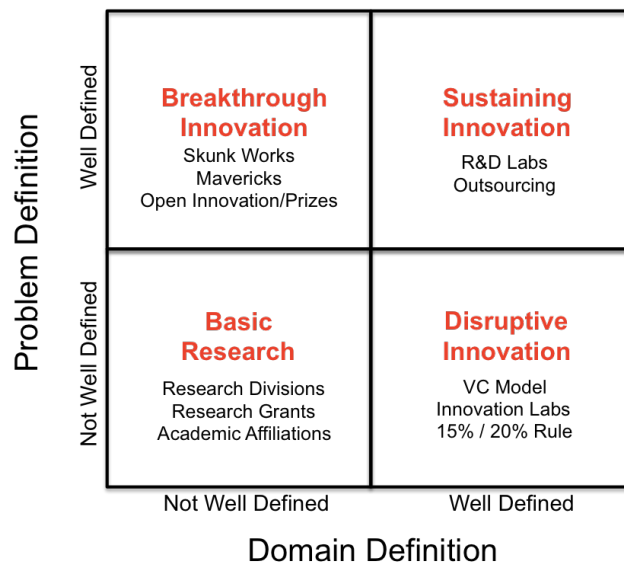 Problem Definition
Well Defined
Breakthrough
Innovation
Skunk Works
Mavericks
Open Innovation/Prizes
Sustaining
Innovation
R&D Labs
Outsourcing
Not Well Defined
Basic
Research
Research Divisions
Research Grants
Academic Affiliations
Disruptive
Innovation
VC Model
Innovation Labs
15% / 20% Rule
Not Well Defined
Well Defined
Domain Definition